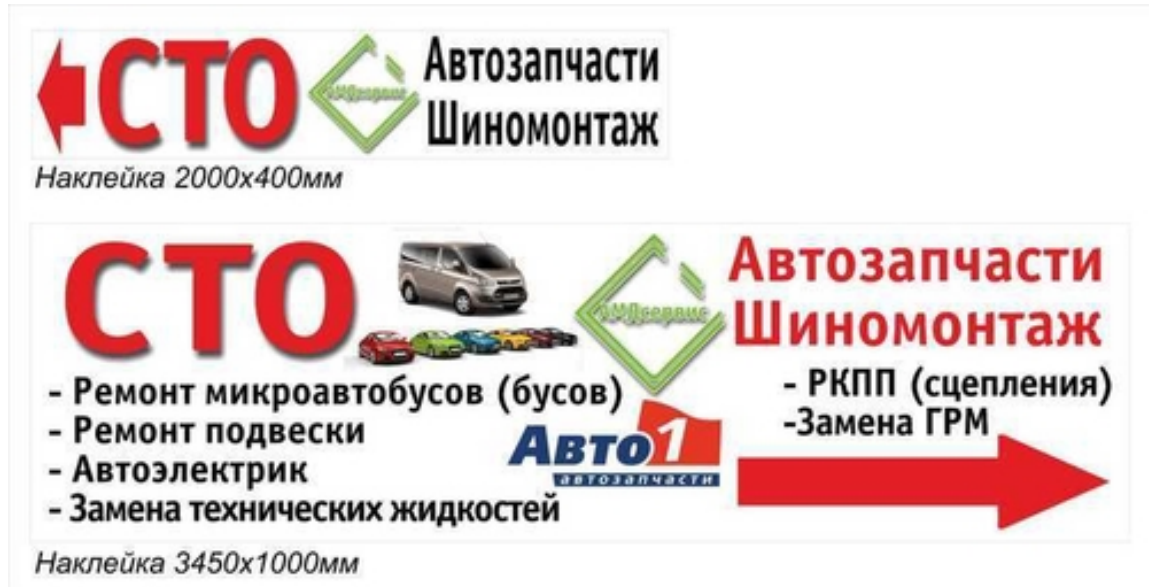 СТО
Автозапчасти
Шиномонтаж
Наклейка 2000х400мм
СТО
АМДсервис
Автозапчасти
Шиномонтаж
- Ремонт микроавтобусов (бусов)
- Ремонт подвески
- Автоэлектрик
- Замена технических жидкостей
Авто1
автозапчасти
- РКПП (сцепления)
-Замена ГРМ
Наклейка 3450х1000мм